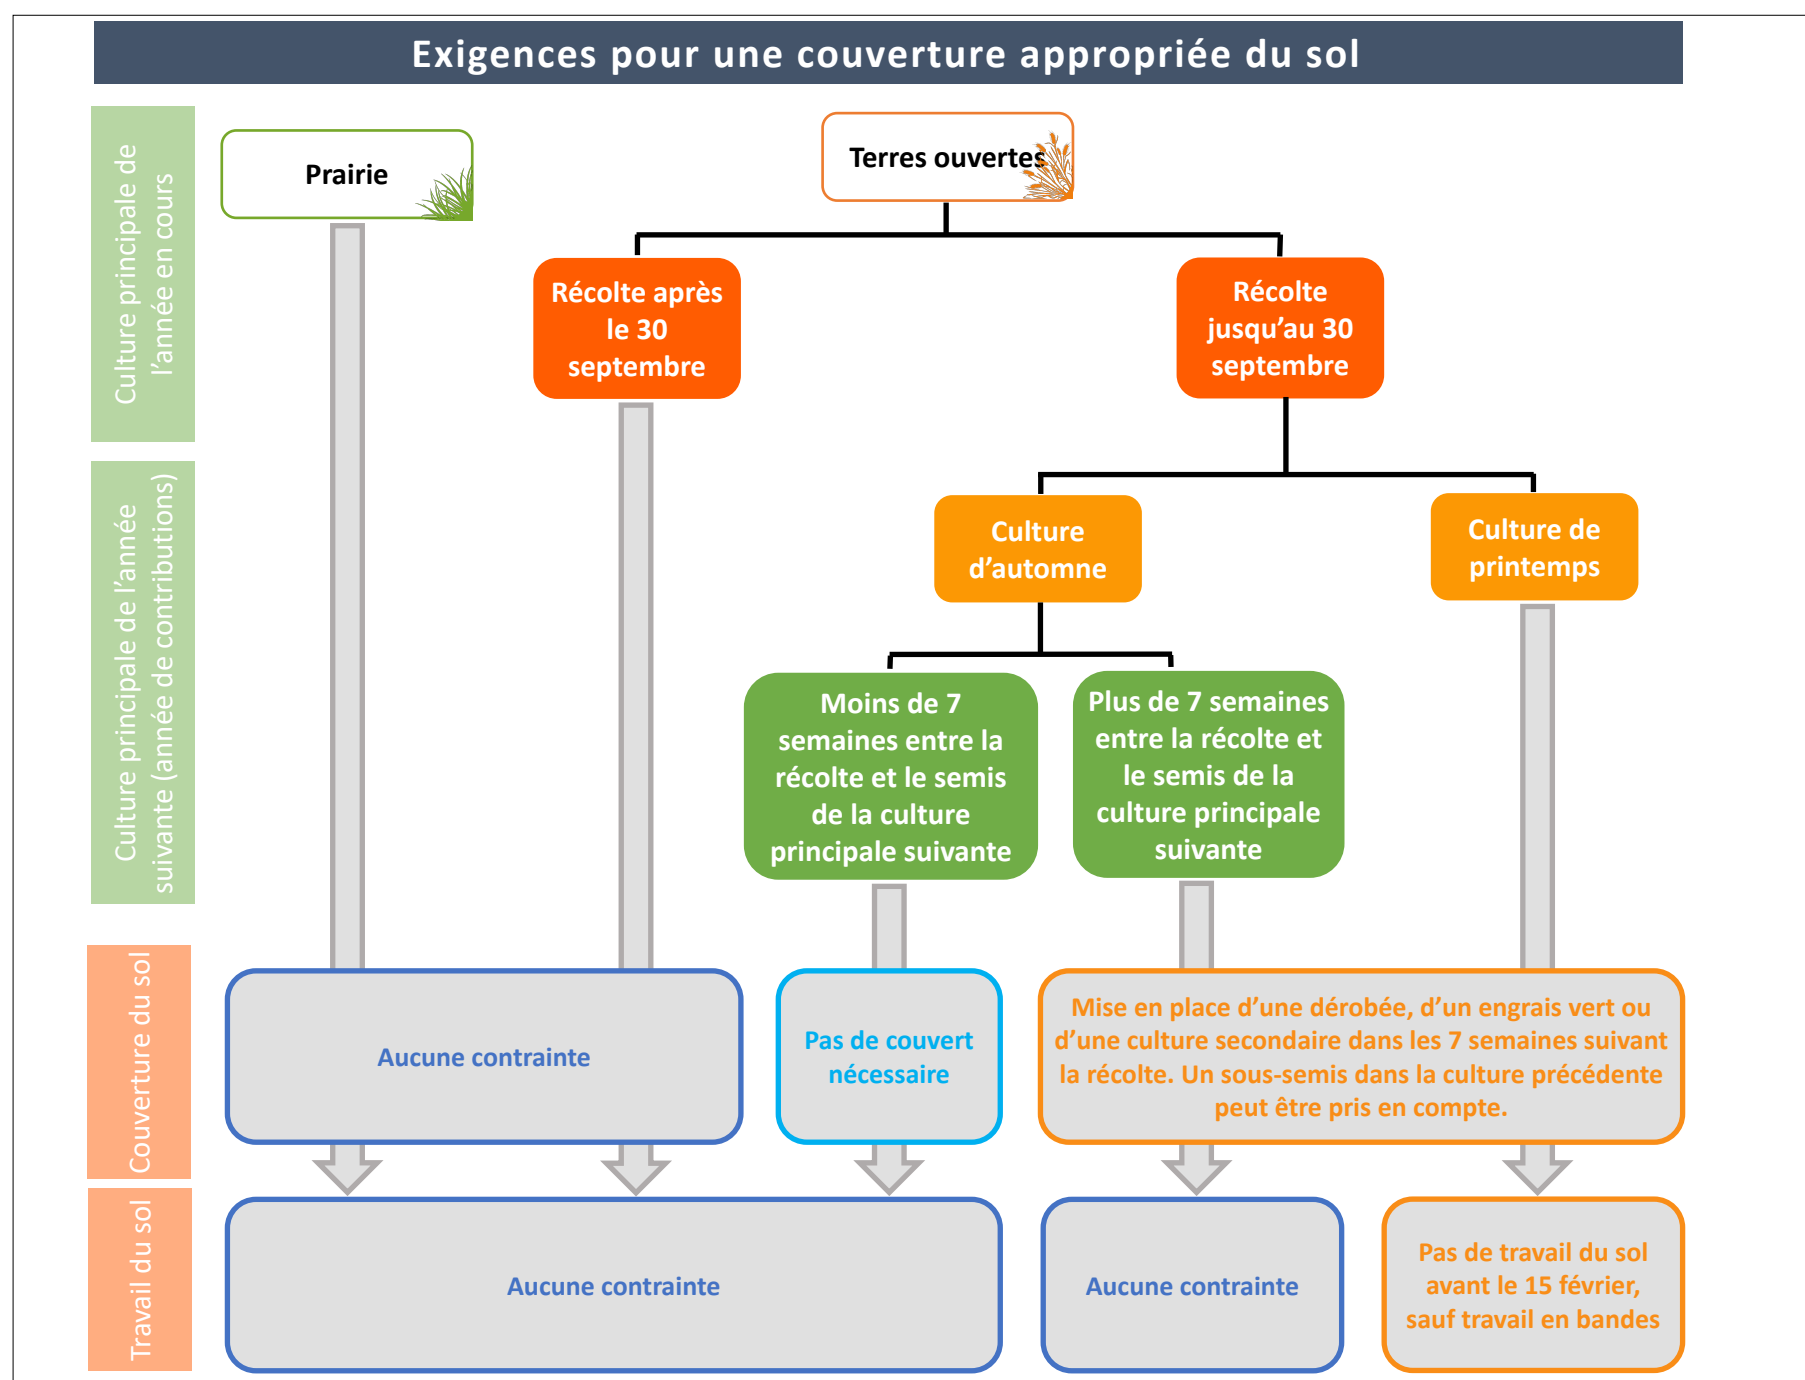 Exigences pour une couverture appropriée du sol
Culture principale de
l’année en cours
Prairie
Terres ouvertes
Récolte après
le 30
septembre
Récolte
jusqu’au 30
septembre
Culture principale de l’année
suivante (année de contributions)
Culture
d’automne
Culture de
printemps
Moins de 7
semaines entre la
récolte et le semis
de la culture
principale suivante
Plus de 7 semaines
entre la récolte et
le semis de la
culture principale
suivante
Couverture du sol
Aucune contrainte
Pas de couvert
nécessaire
Mise en place d’une dérobée, d’un engrais vert ou
d’une culture secondaire dans les 7 semaines suivant
la récolte. Un sous-semis dans la culture précédente
peut être pris en compte.
Travail du sol
Aucune contrainte
Aucune contrainte
Pas de travail du sol
avant le 15 février,
sauf travail en bandes